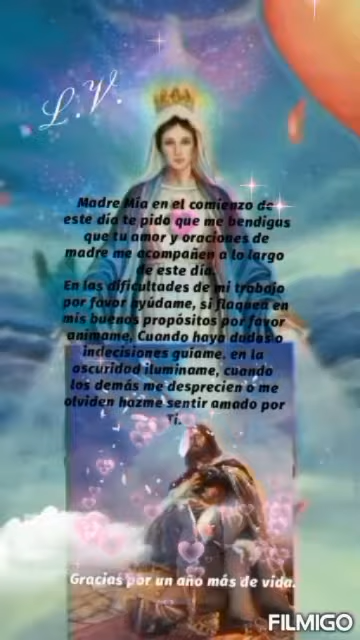 L.V.
Madre Mía en el comienzo de
este día te pido que me bendigas
que tu amor y oraciones de
madre me acompañen a lo largo
de este día.
En las dificultades de mi trabajo
por favor ayúdame, si flaqueo en
mis buenos propósitos por favor
anímame, Cuando haya dudas o
indecisiones guíame, en la
oscuridad ilumíname, cuando
los demás me desprecien o me
olviden hazme sentir amado por
Ti.
Gracias por un año más de vida.
FILMIGO